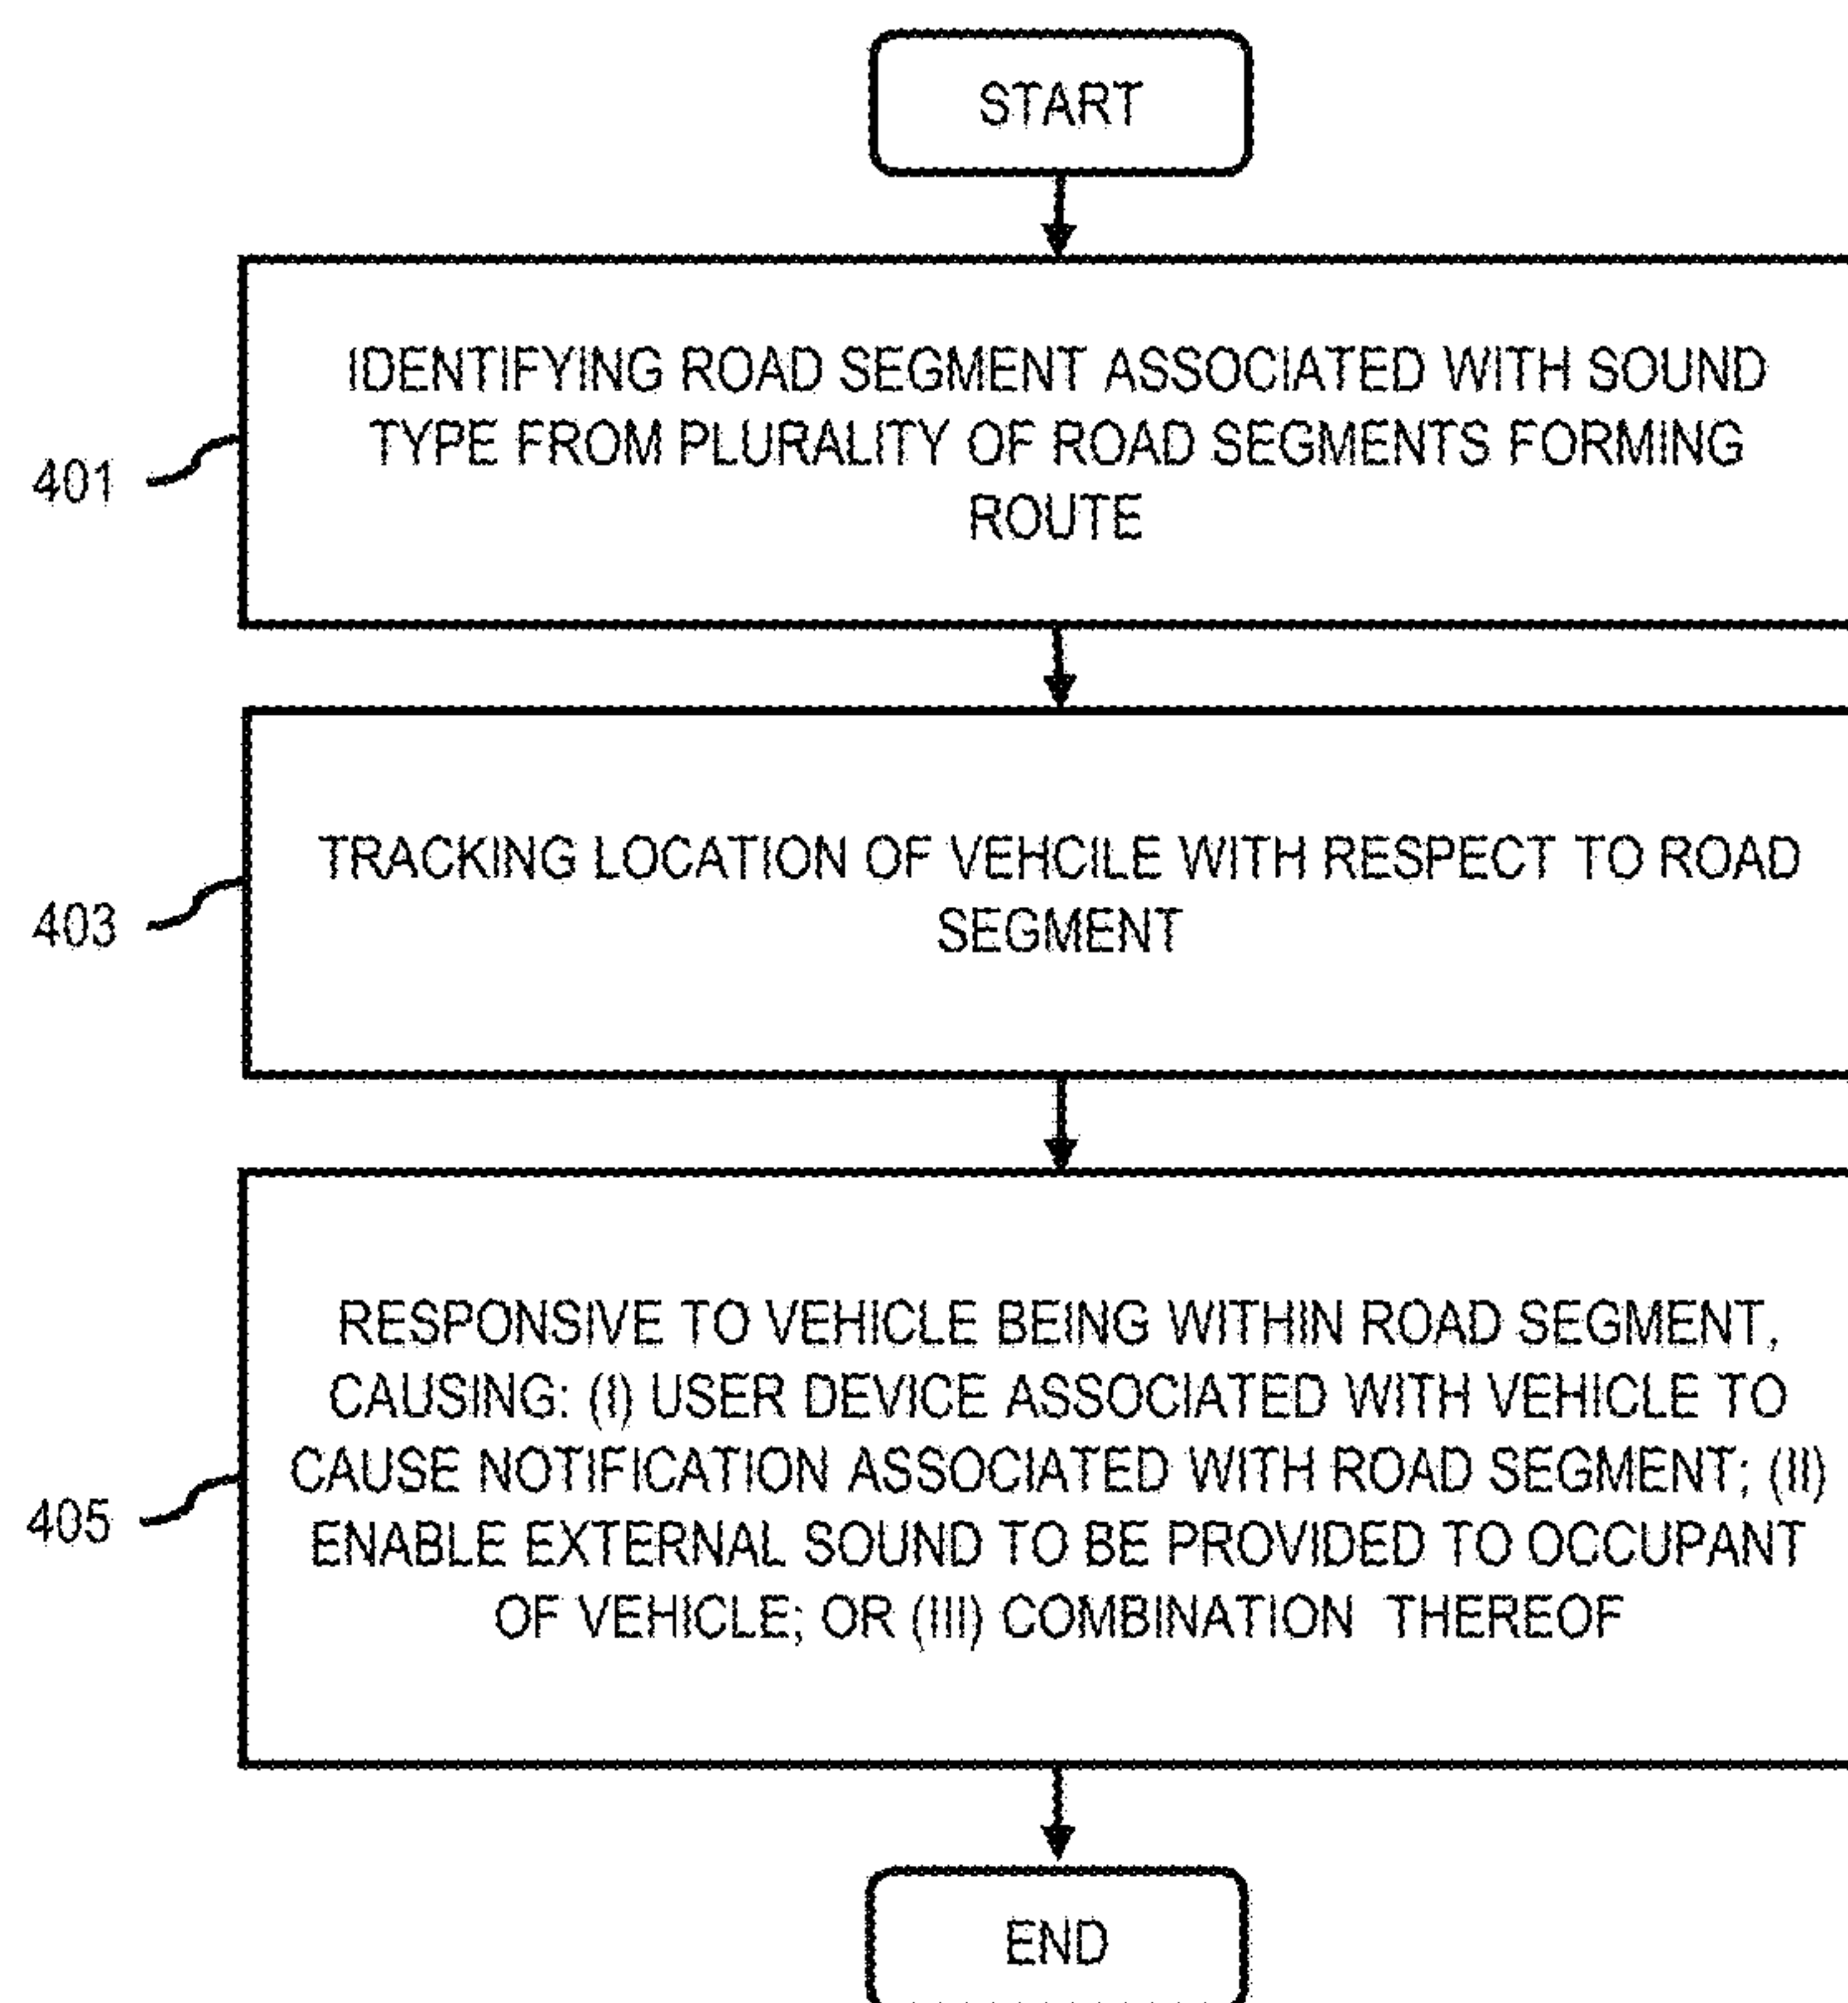 START
IDENTIFYING ROAD SEGMENT ASSOCIATED WITH SOUND
TYPE FROM PLURALITY OF ROAD SEGMENTS FORMING
ROUTE
401
TRACKING LOCATION OF VEHCILE WITH RESPECT TO ROAD
SEGMENT
403
RESPONSIVE TO VEHICLE BEING WITHIN ROAD SEGMENT,
CAUSING: (I) USER DEVICE ASSOCIATED WITH VEHICLE TO
CAUSE NOTIFICATION ASSOCIATED WITH ROAD SEGMENT; (II)
ENABLE EXTERNAL SOUND TO BE PROVIDED TO OCCUPANT
OF VEHICLE; OR (III) COMBINATION THEREOF
405
END